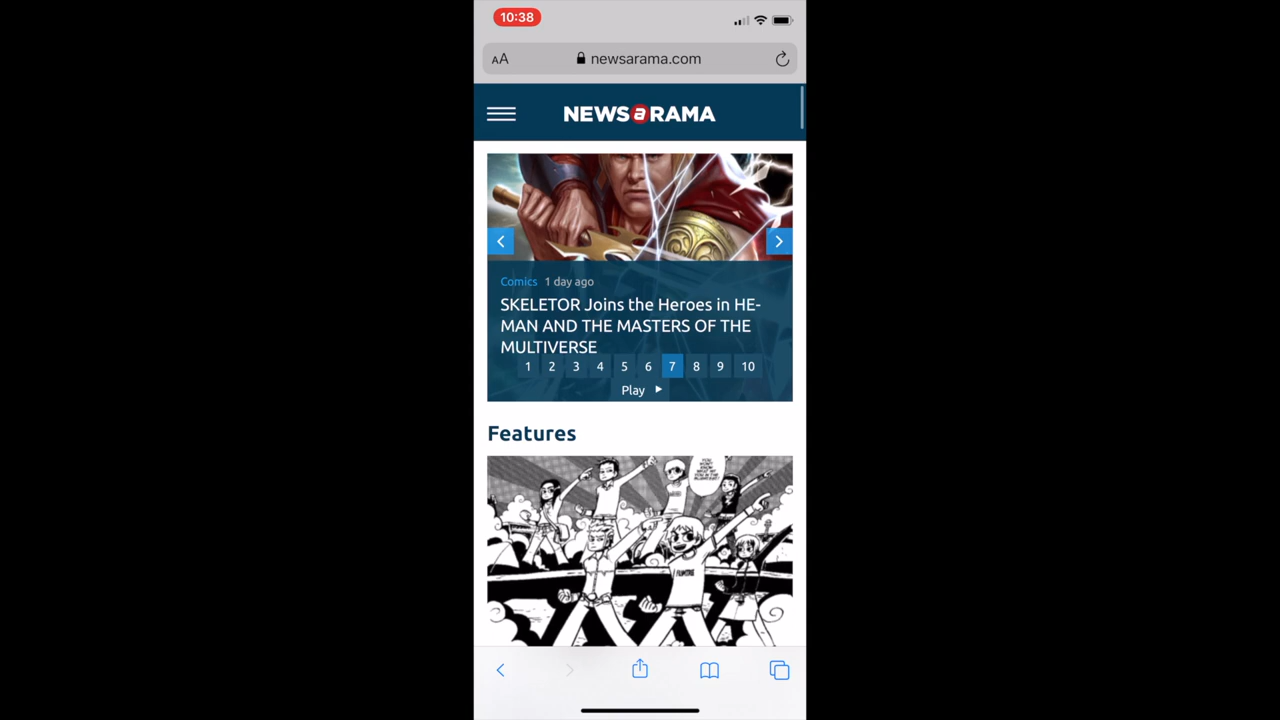 10:38
AA
newsarama.com
NEWSaRAMA
Comics 1 day ago
SKELETOR Joins the Heroes in HE-
MAN AND THE MASTERS OF THE
MULTIVERSE
1 2 3 4 5 6 7 8 9 10
Play
Features